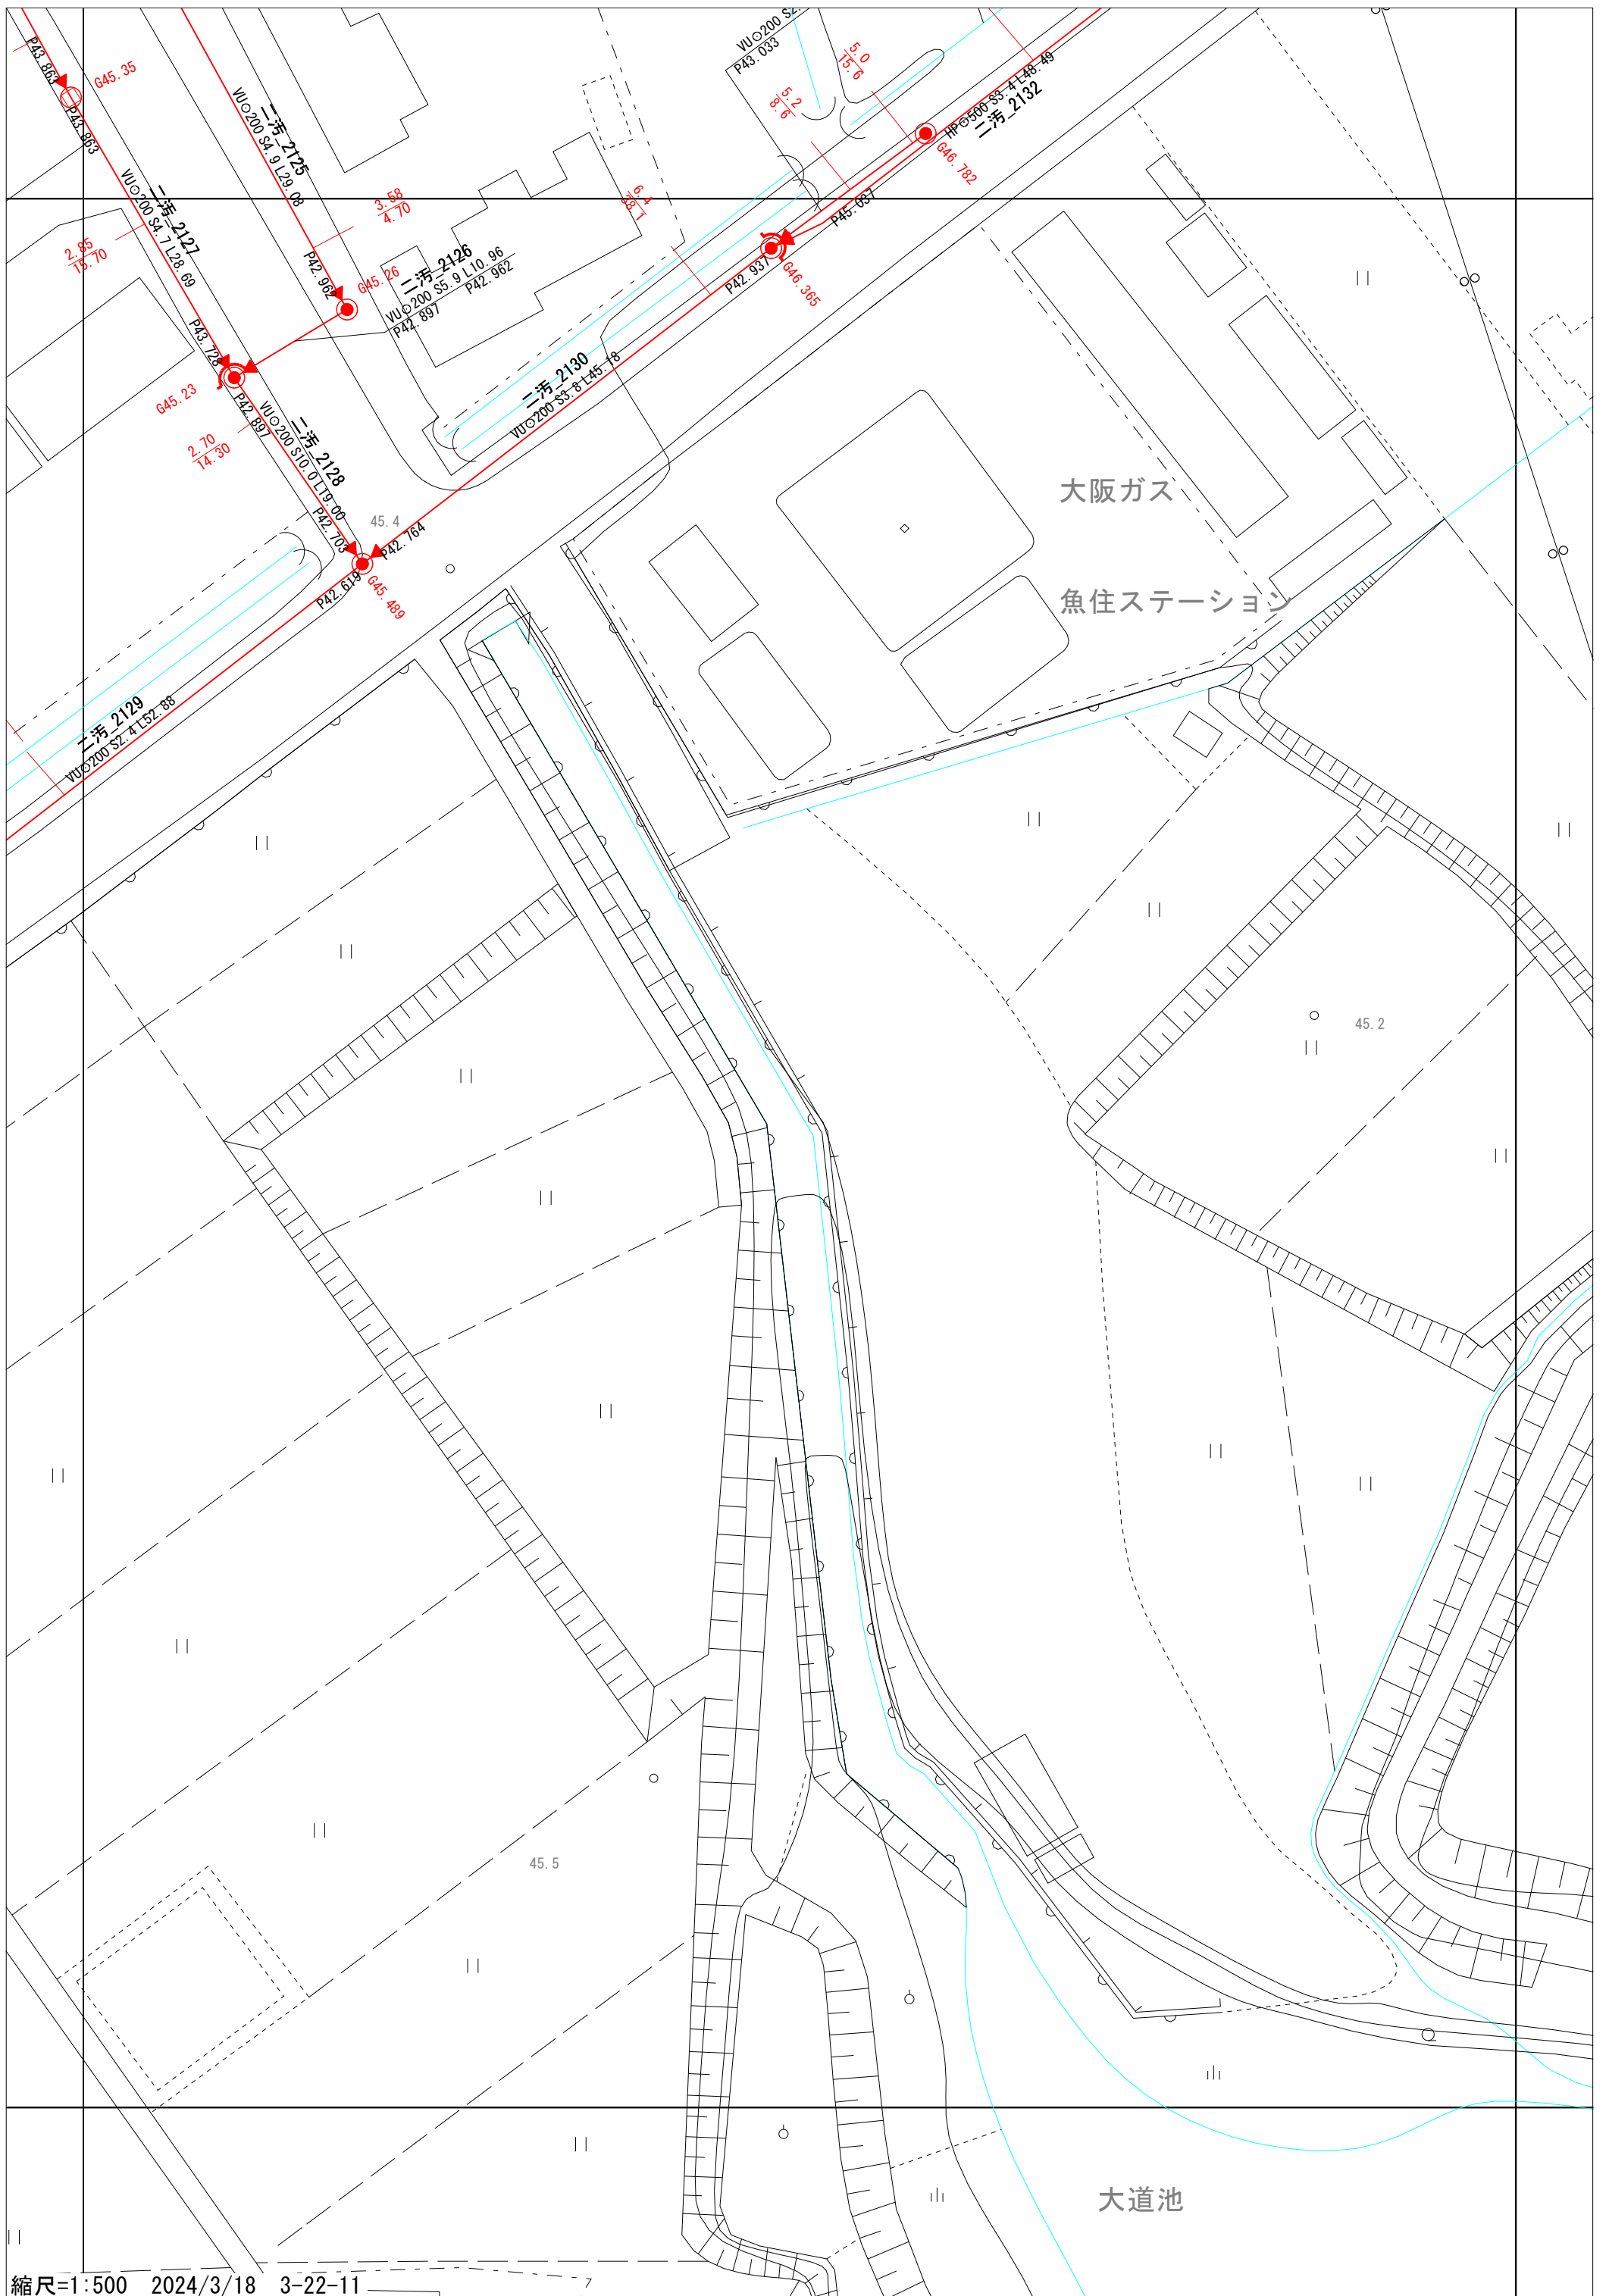 P43.863
G45.35
P43.863
二汚_2125
VU⊙200 S4.9 L29.08
二汚_2127
VU⊙200 S4.7 L28.69
2.85
15.70
3.58
4.70
P42.962
G45.26
二汚_2126
VU⊙200 S5.9 L10.96
P42.897
P42.962
P43.728
G45.23
P42.897
二汚_2128
VU⊙200 S10.0 L19.00
2.70
14.30
P42.703
45.4
P42.764
P42.619
G45.489
二汚_2129
VU⊙200 S2.4 L52.88
二汚_2130
VU⊙200 S3.8 L45.18
6.4
38.1
P42.937
G46.365
P45.037
VU⊙200 S2.
P43.033
5.0
15.6
5.2
8.6
HP⊙500 S3.4 L48.49
二汚_2132
G46.782
大阪ガス
魚住ステーション
45.2
45.5
大道池
縮尺=1:500 2024/3/18 3-22-11